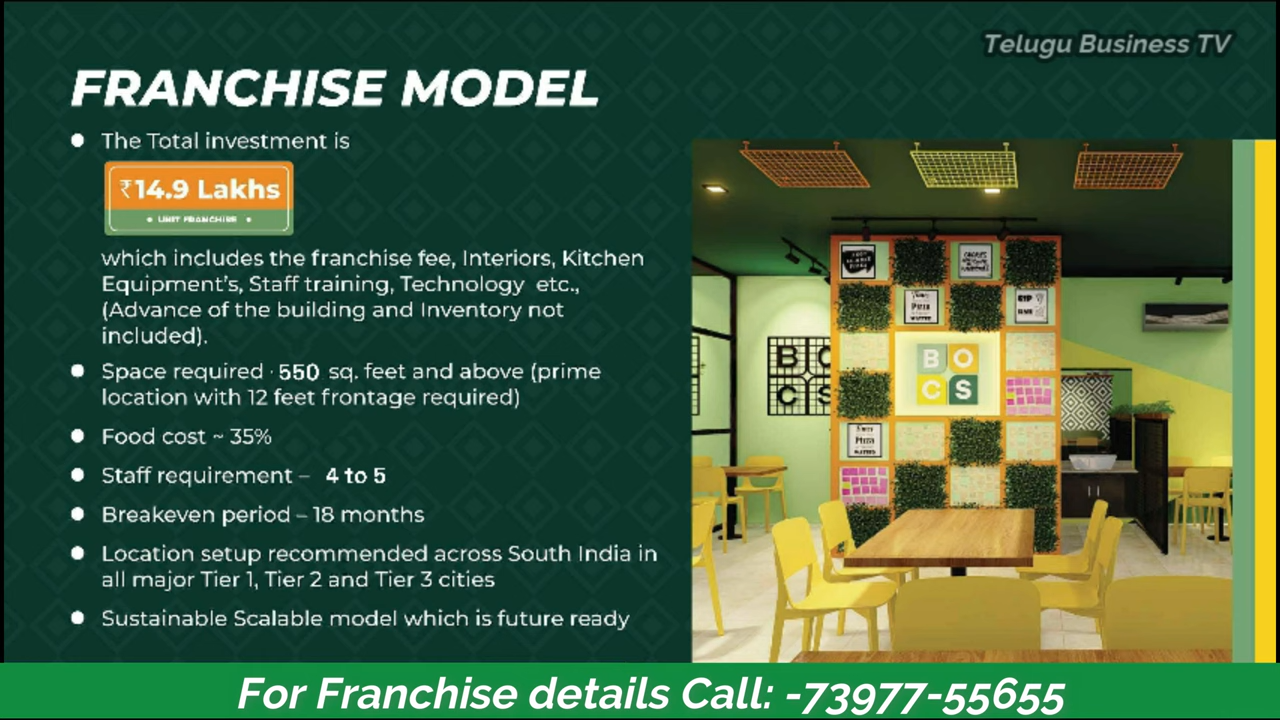 Telugu Business TV
FRANCHISE MODEL
The Total investment is
₹14.9 Lakhs
UNIT FRANCHISE
which includes the franchise fee, Interiors, Kitchen
Equipment's, Staff training, Technology etc.,
(Advance of the building and Inventory not
included).
Space required · 550 sq. feet and above (prime
location with 12 feet frontage required)
Food cost ~ 35%
Staff requirement – 4 to 5
Breakeven period – 18 months
Location setup recommended across South India in
all major Tier 1, Tier 2 and Tier 3 cities
Sustainable Scalable model which is future ready
B O
C S
BO
CS
Pizza
Pizza
For Franchise details Call: -73977-55655